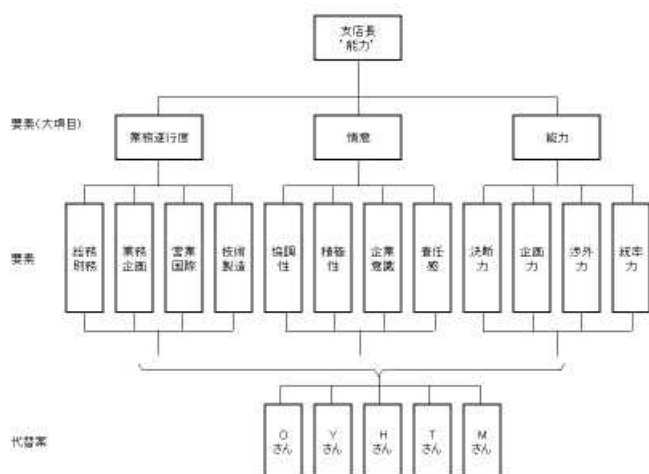 支店長
"能力"
要素(大項目)
業務遂行度
情意
能力
要素
総務
財務
業務
企画
営業
国際
技術
製造
協調
性
積極
性
企業
意識
責任
感
決断
力
企画
力
渉外
力
統率
力
代替案
O
さん
Y
さん
H
さん
T
さん
M
さん